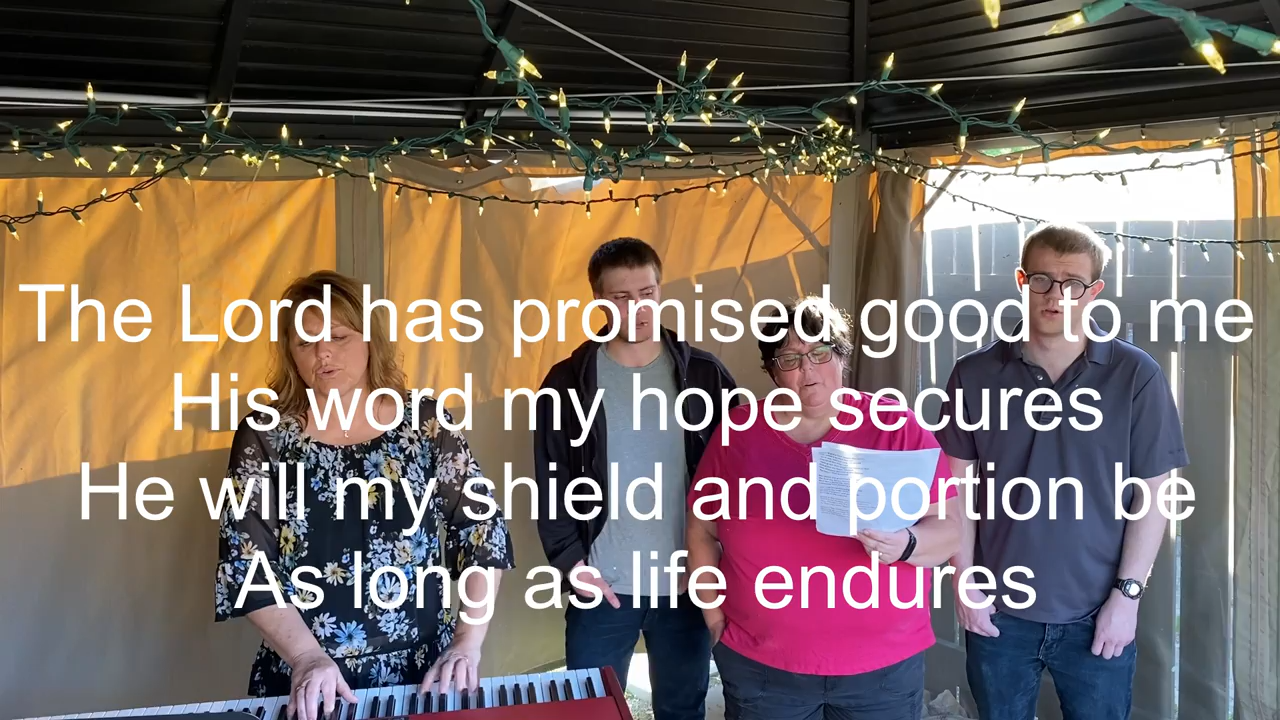 The Lord has promised good to me
His word my hope secures
He will my shield and portion be
As long as life endures